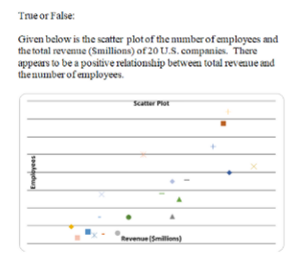 True or False:
Given below is the scatter plot of the number of employees and
the total revenue ($millions) of 20 U.S. companies. There
appears to be a positive relationship between total revenue and
the number of employees.
Scatter Plot
Employees
Revenue ($millions)